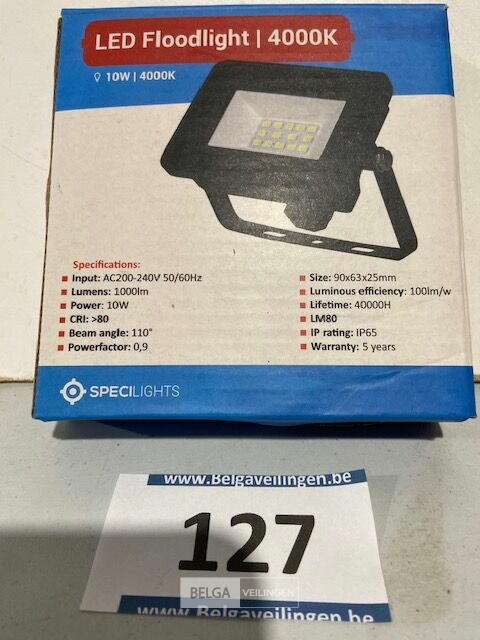 LED Floodlight | 4000K
10W | 4000K
Specifications:
Input: AC200-240V 50/60Hz
Lumens: 1000lm
Power: 10W
CRI: >80
Beam angle: 110°
Powerfactor: 0,9
Size: 90x63x25mm
Luminous efficiency: 100lm/w
Lifetime: 40000H
LM80
IP rating: IP65
Warranty: 5 years
SPECILIGHTS
www.Belgaveilingen.be
127
BELGA VEILINGEN
www.Belgaveilingen.be